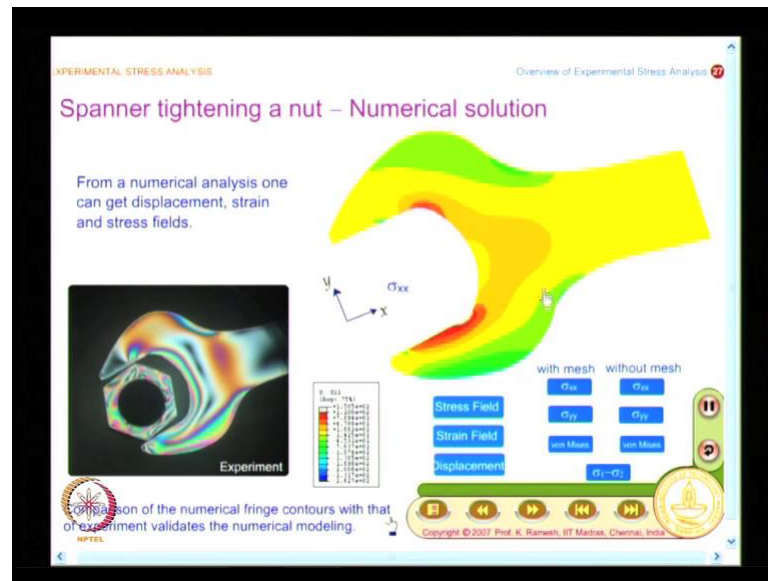 EXPERIMENTAL STRESS ANALYSIS
Overview of Experimental Stress Analysis 27
Spanner tightening a nut – Numerical solution
From a numerical analysis one
can get displacement, strain
and stress fields.
y
x
σxx
Experiment
with mesh without mesh
Stress Field
σxx σxx
Strain Field
σyy σyy
Displacement
von Mises von Mises
σ1–σ2
Comparison of the numerical fringe contours with that
of experiment validates the numerical modeling.
NPTEL
Copyright © 2007 Prof. K. Ramesh, IIT Madras, Chennai, India